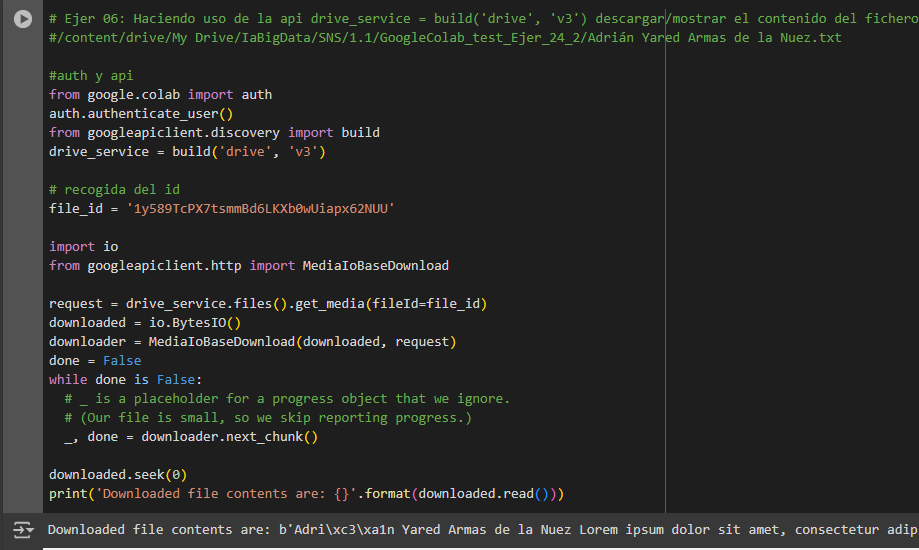 # Ejer 06: Haciendo uso de la api drive_service = build('drive', 'v3') descargar/mostrar el contenido del fichero
#/content/drive/My Drive/IaBigData/SNS/1.1/GoogleColab_test_Ejer_24_2/Adrián Yared Armas de la Nuez.txt
#auth y api
from google.colab import auth
auth.authenticate_user()
from googleapiclient.discovery import build
drive_service = build('drive', 'v3')
# recogida del id
file_id = '1y589TcPX7tsmmBd6LKXb0wUiapx62NUU'
import io
from googleapiclient.http import MediaIoBaseDownload
request = drive_service.files().get_media(fileId=file_id)
downloaded = io.BytesIO()
downloader = MediaIoBaseDownload(downloaded, request)
done = False
while done is False:
  # _ is a placeholder for a progress object that we ignore.
  # (Our file is small, so we skip reporting progress.)
  _, done = downloader.next_chunk()
downloaded.seek(0)
print('Downloaded file contents are: {}'.format(downloaded.read()))
Downloaded file contents are: b'Adri\xc3\xa1n Yared Armas de la Nuez Lorem ipsum dolor sit amet, consectetur adip